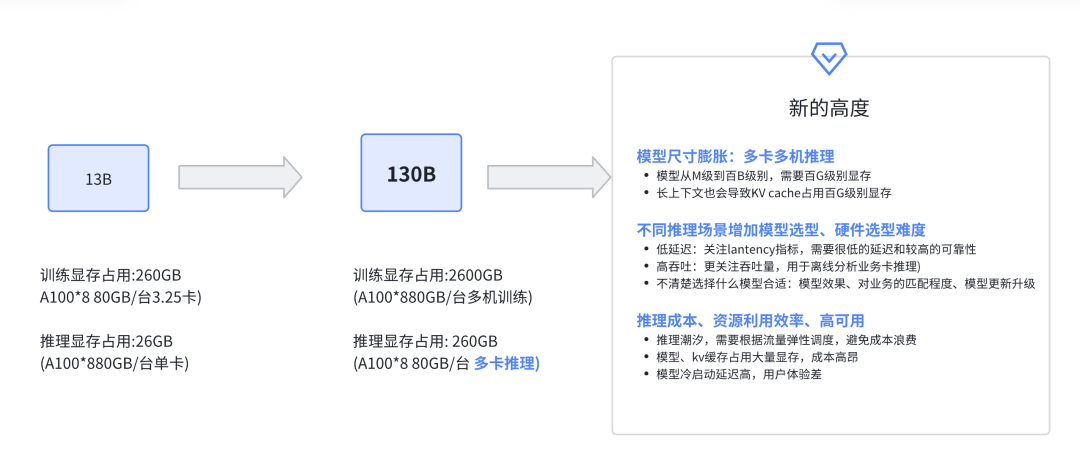 13B
训练显存占用:260GB
A100*8 80GB/台3.25卡)
推理显存占用:26GB
(A100*880GB/台单卡)
130B
训练显存占用:2600GB
(A100*880GB/台多机训练)
推理显存占用: 260GB
(A100*8 80GB/台 多卡推理)
新的高度
模型尺寸膨胀：多卡多机推理
模型从M级到百B级别，需要百G级别显存
长上下文也会导致KV cache占用百G级别显存
不同推理场景增加模型选型、硬件选型难度
低延迟：关注lantency指标，需要很低的延迟和较高的可靠性
高吞吐：更关注吞吐量，用于离线分析业务卡推理)
不清楚选择什么模型合适：模型效果、对业务的匹配程度、模型更新升级
推理成本、资源利用效率、高可用
推理潮汐，需要根据流量弹性调度，避免成本浪费
模型、kv缓存占用大量显存，成本高昂
模型冷启动延迟高，用户体验差